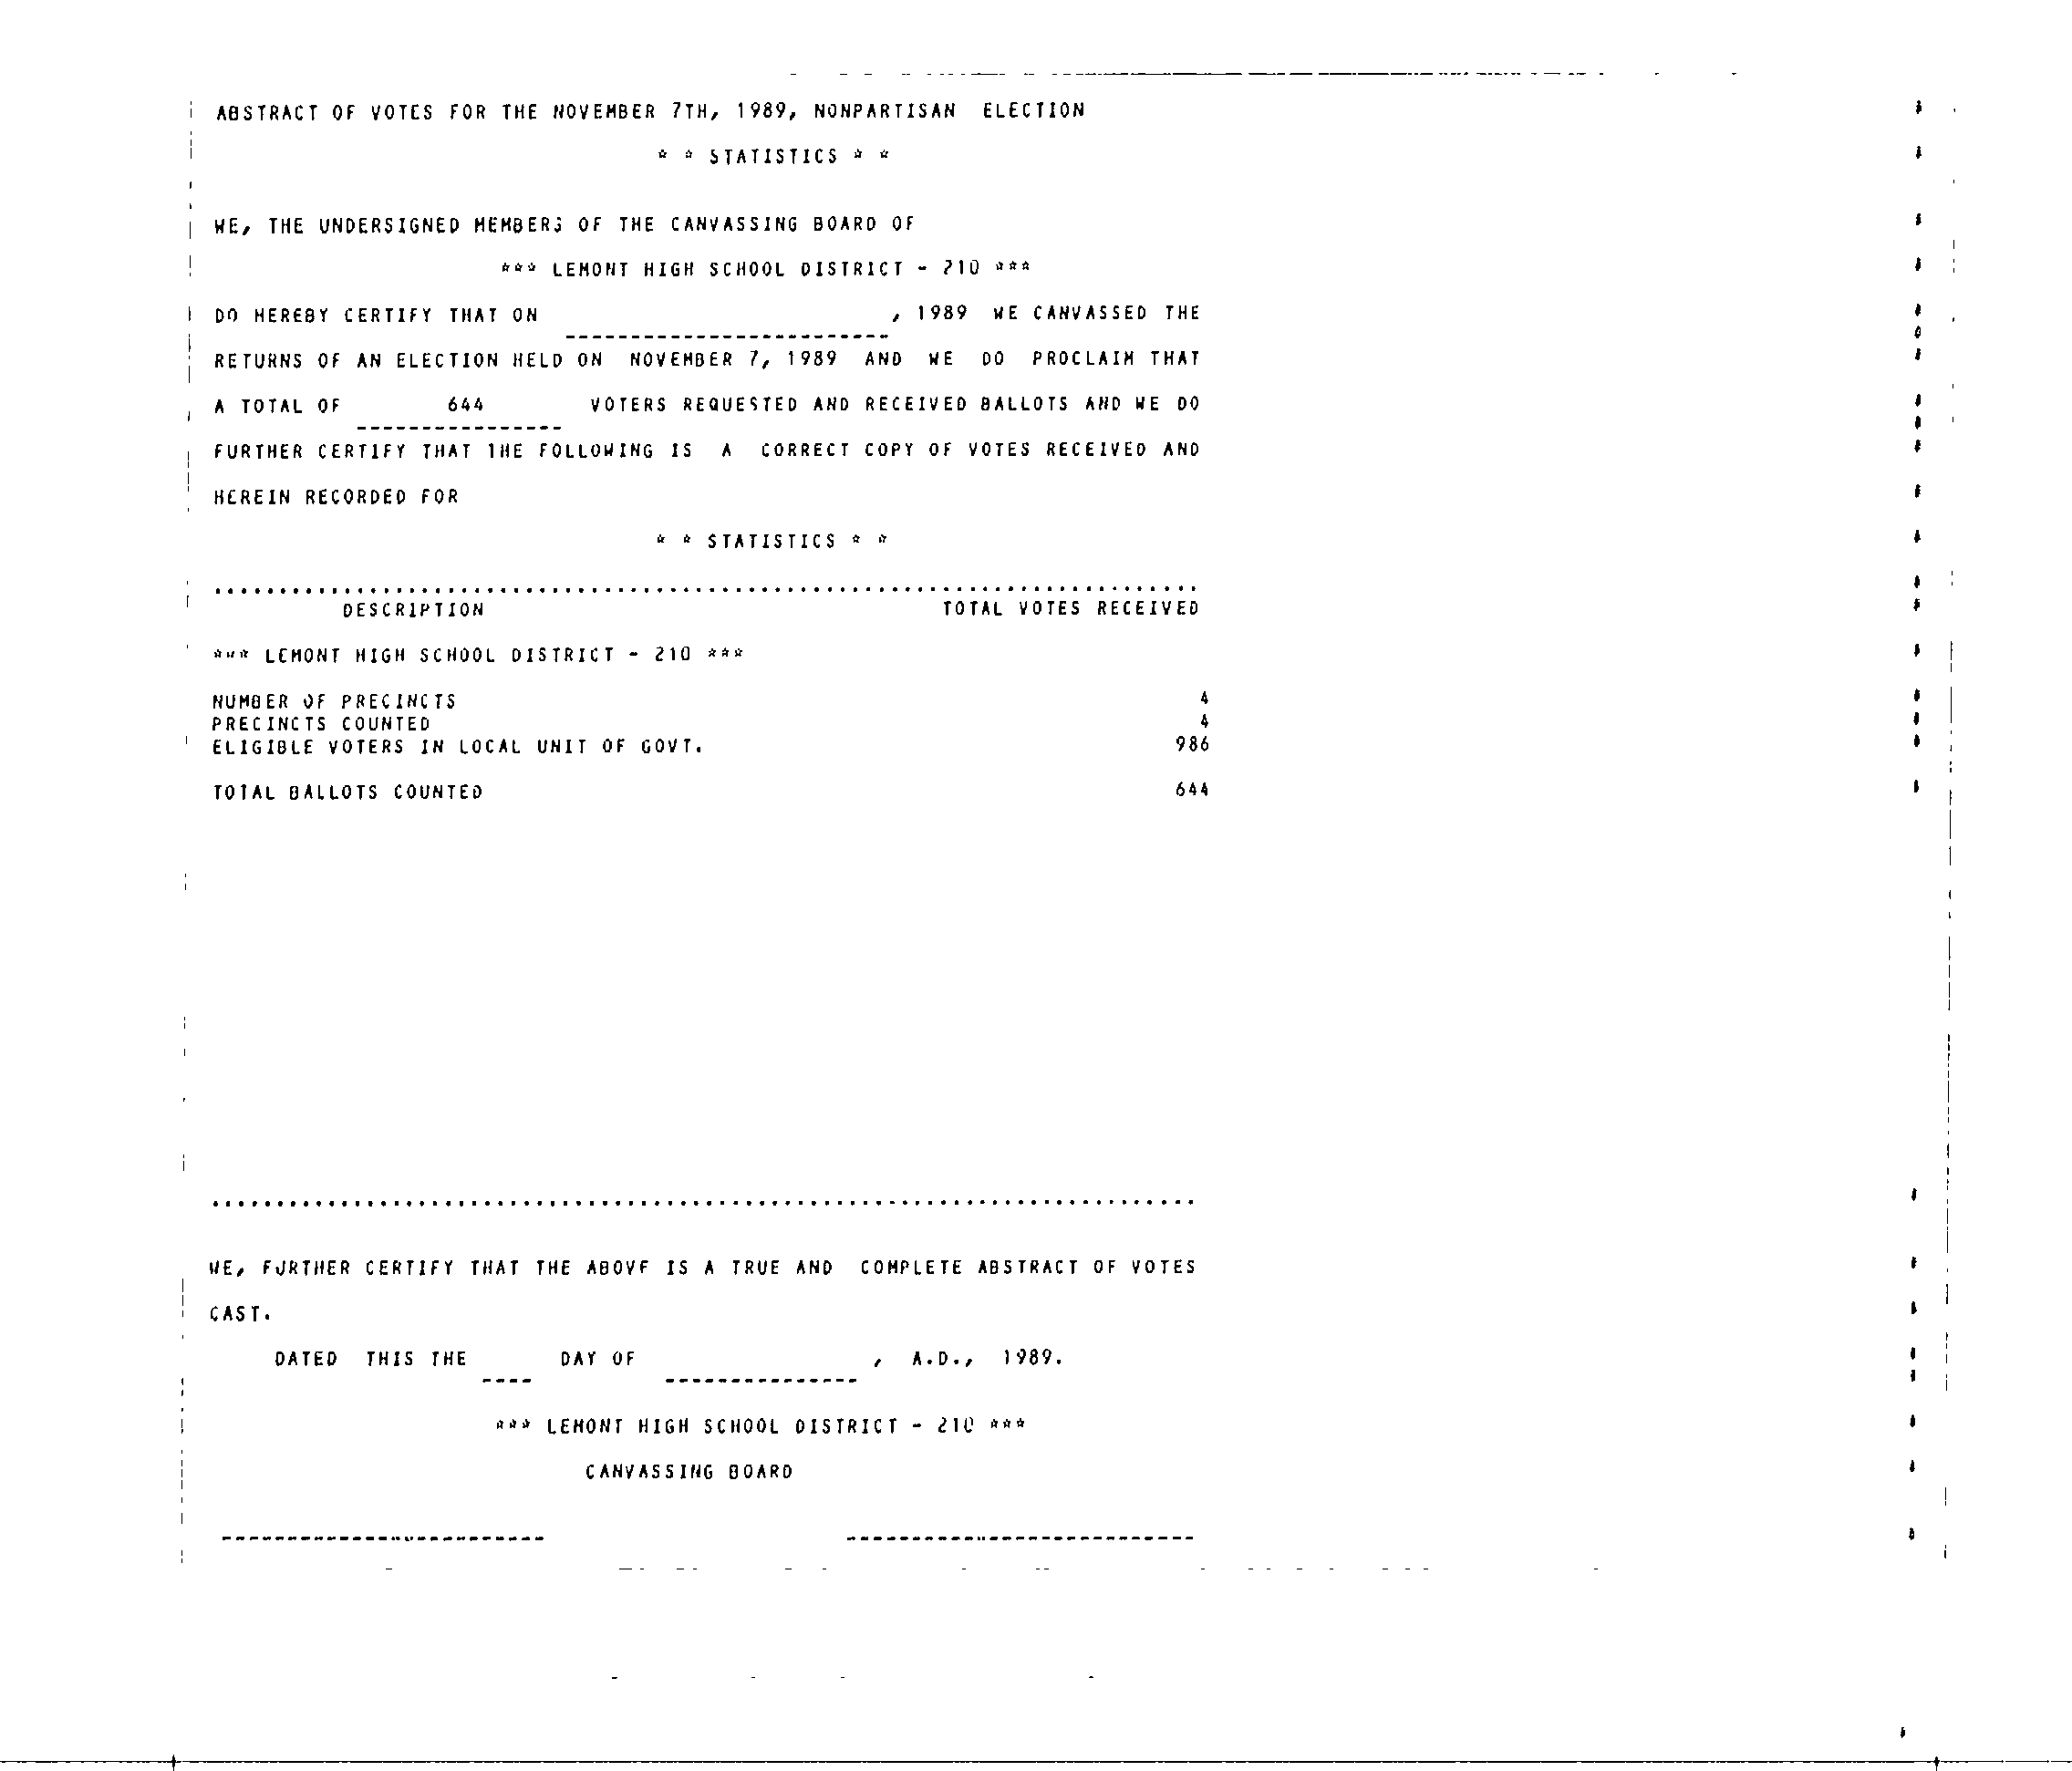 ABSTRACT OF VOTES FOR THE NOVEMBER 7TH, 1989, NONPARTISAN ELECTION
* * STATISTICS * *
WE, THE UNDERSIGNED MEMBERS OF THE CANVASSING BOARD OF
*** LEMONT HIGH SCHOOL DISTRICT - 210 ***
DO HEREBY CERTIFY THAT ON , 1989 WE CANVASSED THE
RETURNS OF AN ELECTION HELD ON NOVEMBER 7, 1989 AND WE DO PROCLAIM THAT
A TOTAL OF 644 VOTERS REQUESTED AND RECEIVED BALLOTS AND WE DO
FURTHER CERTIFY THAT THE FOLLOWING IS A CORRECT COPY OF VOTES RECEIVED AND
HEREIN RECORDED FOR
* * STATISTICS * *
DESCRIPTION TOTAL VOTES RECEIVED
*** LEMONT HIGH SCHOOL DISTRICT - 210 ***
NUMBER OF PRECINCTS 4
PRECINCTS COUNTED 4
ELIGIBLE VOTERS IN LOCAL UNIT OF GOVT. 986
TOTAL BALLOTS COUNTED 644
WE, FURTHER CERTIFY THAT THE ABOVE IS A TRUE AND COMPLETE ABSTRACT OF VOTES
CAST.
DATED THIS THE DAY OF , A.D., 1989.
*** LEMONT HIGH SCHOOL DISTRICT - 210 ***
CANVASSING BOARD